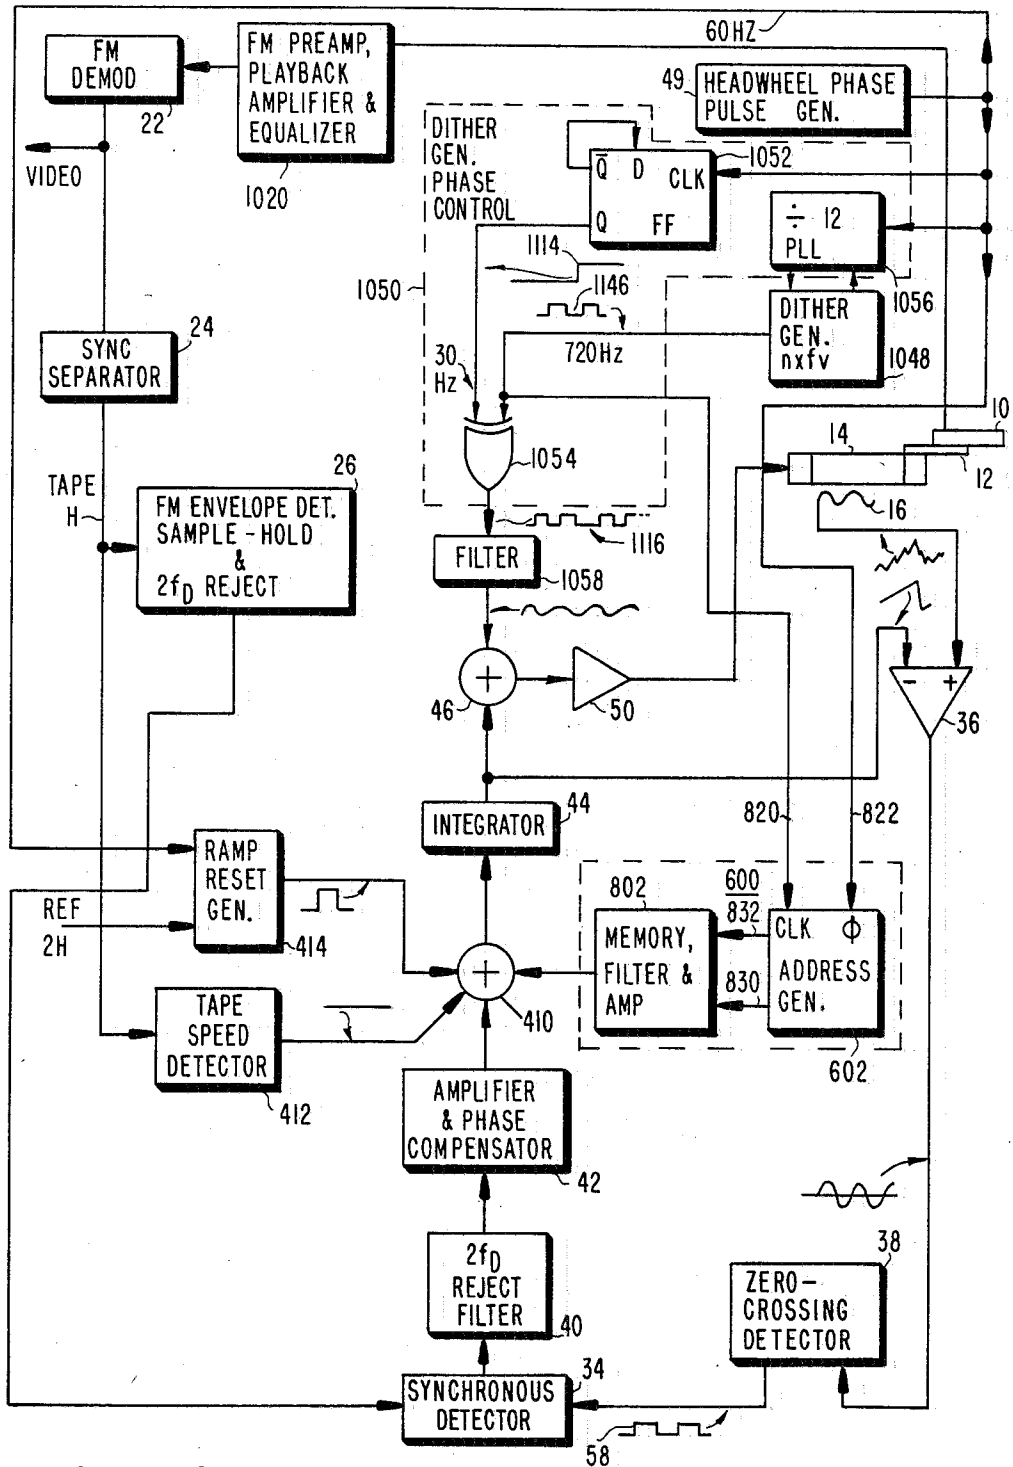 60HZ
FM
DEMOD
22
FM PREAMP,
PLAYBACK
AMPLIFIER &
EQUALIZER
1020
49
HEADWHEEL PHASE
PULSE GEN.
VIDEO
DITHER
GEN.
PHASE
CONTROL
1050
Q̅ D CLK
Q FF
1052
÷ 12
PLL
1056
1114
1146
720Hz
DITHER
GEN.
nxfv
1048
30
Hz
24
SYNC
SEPARATOR
10
14
12
16
1054
TAPE
H
26
FM ENVELOPE DET.
SAMPLE-HOLD
&
2fD REJECT
1116
FILTER
1058
+
46
50
- +
36
44
INTEGRATOR
820
822
RAMP
RESET
GEN.
414
REF
2H
802
600
832
830
MEMORY,
FILTER &
AMP
CLK Φ
ADDRESS
GEN.
602
+
410
TAPE
SPEED
DETECTOR
412
AMPLIFIER
& PHASE
COMPENSATOR
42
2fD
REJECT
FILTER
40
38
ZERO-
CROSSING
DETECTOR
34
SYNCHRONOUS
DETECTOR
58